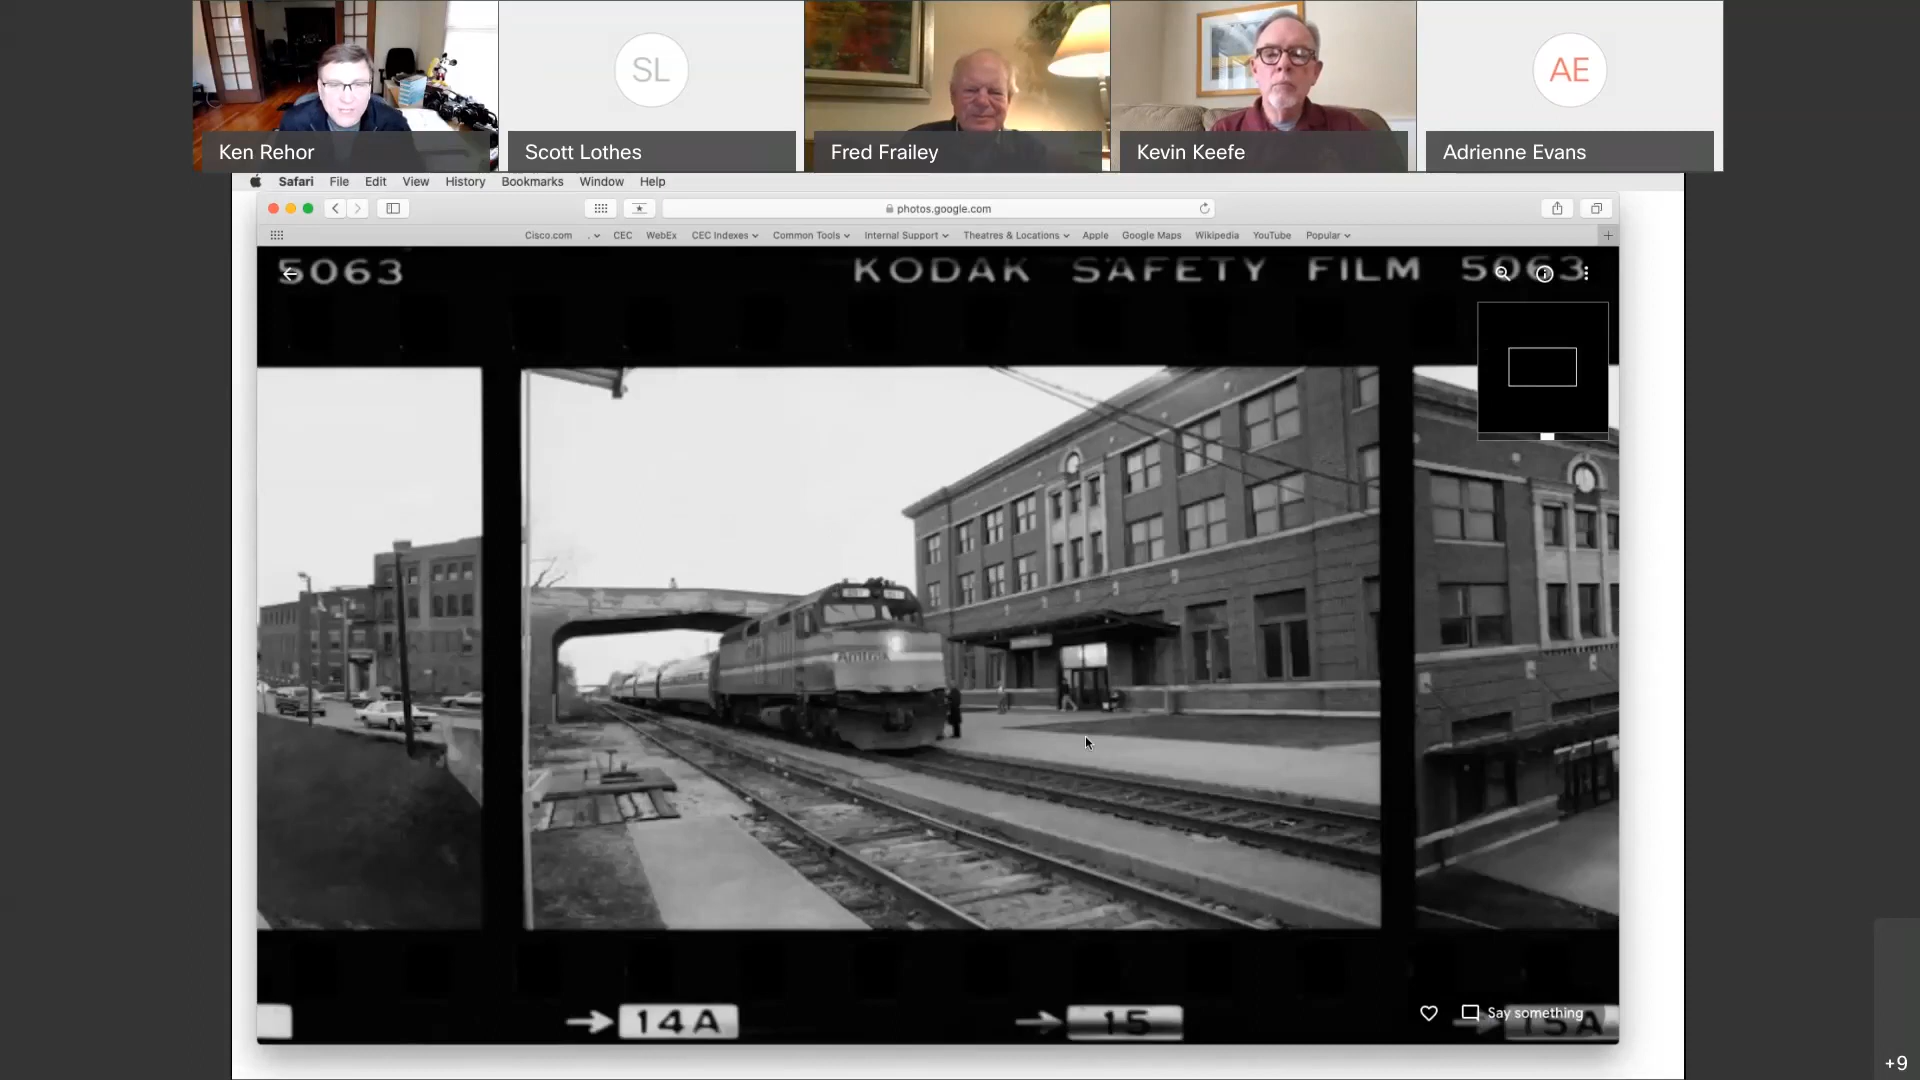 SL
AE
Ken Rehor
Scott Lothes
Fred Frailey
Kevin Keefe
Adrienne Evans
Safari File Edit View History Bookmarks Window Help
photos.google.com
Cisco.com . CEC WebEx CEC Indexes Common Tools Internal Support Theatres & Locations Apple Google Maps Wikipedia YouTube Popular
5063 KODAK SAFETY FILM 5063
Amtrak
14A 15 15A
Say something
+9